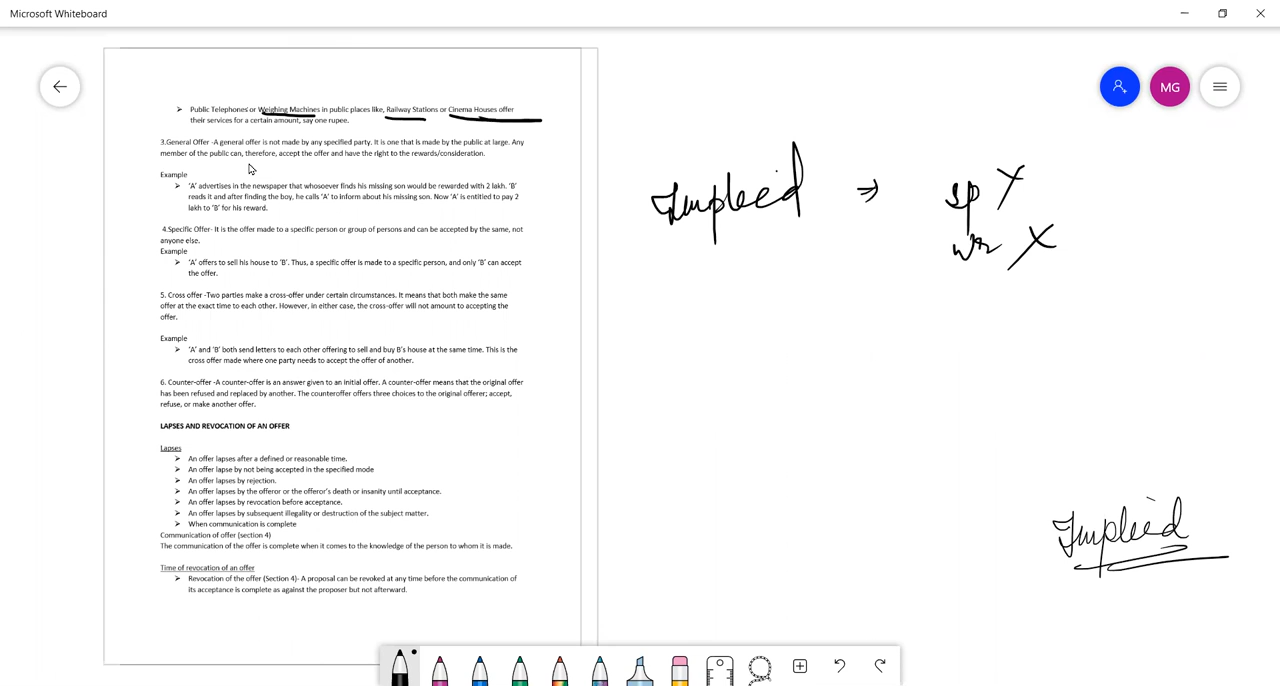 Microsoft Whiteboard
MG
➤ Public Telephones or Weighing Machines in public places like, Railway Stations or Cinema Houses offer
their services for a certain amount, say one rupee.
3.General Offer -A general offer is not made by any specified party. It is one that is made by the public at large. Any
member of the public can, therefore, accept the offer and have the right to the rewards/consideration.
Example
➤ 'A' advertises in the newspaper that whosoever finds his missing son would be rewarded with 2 lakh. 'B'
reads it and after finding the boy, he calls 'A' to inform about his missing son. Now 'A' is entitled to pay 2
lakh to 'B' for his reward.
4.Specific Offer- It is the offer made to a specific person or group of persons and can be accepted by the same, not
anyone else.
Example
➤ 'A' offers to sell his house to 'B'. Thus, a specific offer is made to a specific person, and only 'B' can accept
the offer.
5. Cross offer -Two parties make a cross-offer under certain circumstances. It means that both make the same
offer at the exact time to each other. However, in either case, the cross-offer will not amount to accepting the
offer.
Example
➤ 'A' and 'B' both send letters to each other offering to sell and buy B's house at the same time. This is the
cross offer made where one party needs to accept the offer of another.
6. Counter-offer -A counter-offer is an answer given to an initial offer. A counter-offer means that the original offer
has been refused and replaced by another. The counteroffer offers three choices to the original offerer; accept,
refuse, or make another offer.
LAPSES AND REVOCATION OF AN OFFER
Lapses
➤ An offer lapses after a defined or reasonable time.
➤ An offer lapse by not being accepted in the specified mode
➤ An offer lapses by rejection.
➤ An offer lapses by the offeror or the offeror's death or insanity until acceptance.
➤ An offer lapses by revocation before acceptance.
➤ An offer lapses by subsequent illegality or destruction of the subject matter.
➤ When communication is complete
Communication of offer (section 4)
The communication of the offer is complete when it comes to the knowledge of the person to whom it is made.
Time of revocation of an offer
➤ Revocation of the offer (Section 4)- A proposal can be revoked at any time before the communication of
its acceptance is complete as against the proposer but not afterward.
Impleid ⇒ sp X
wr X
Impleid